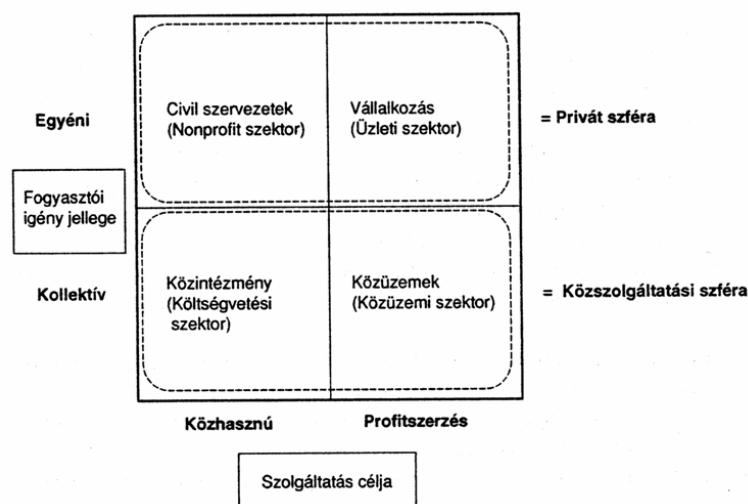 Egyéni
Civil szervezetek
(Nonprofit szektor)
Vállalkozás
(Üzleti szektor)
= Privát szféra
Fogyasztói
igény jellege
Kollektív
Közintézmény
(Költségvetési
szektor)
Közüzemek
(Közüzemi szektor)
= Közszolgáltatási szféra
Közhasznú
Profitszerzés
Szolgáltatás célja